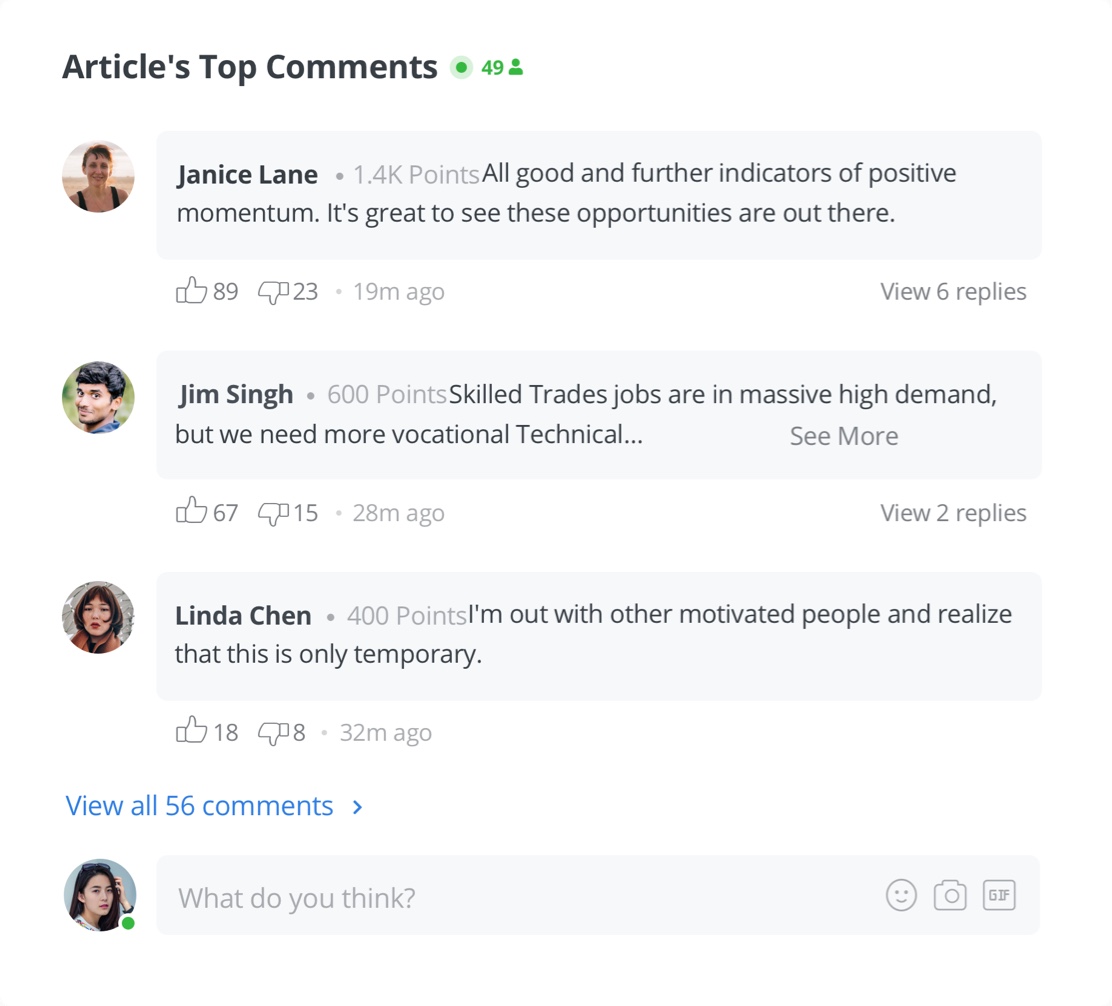 Article's Top Comments 49
Janice Lane • 1.4K Points All good and further indicators of positive
momentum. It's great to see these opportunities are out there.
89 23 • 19m ago View 6 replies
Jim Singh • 600 Points Skilled Trades jobs are in massive high demand,
but we need more vocational Technical... See More
67 15 • 28m ago View 2 replies
Linda Chen • 400 Points I'm out with other motivated people and realize
that this is only temporary.
18 8 • 32m ago
View all 56 comments >
What do you think? GIF